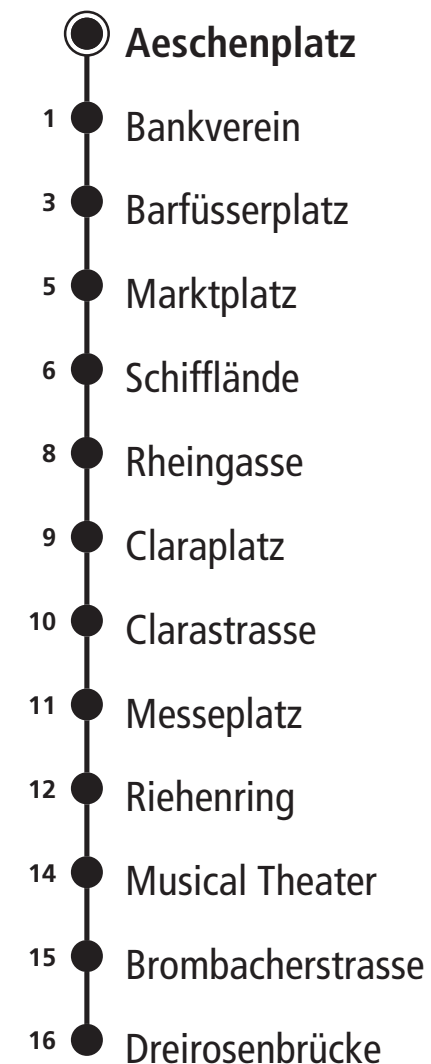 Aeschenplatz
1 Bankverein
3 Barfüsserplatz
5 Marktplatz
6 Schifflände
8 Rheingasse
9 Claraplatz
10 Clarastrasse
11 Messeplatz
12 Riehenring
14 Musical Theater
15 Brombacherstrasse
16 Dreirosenbrücke